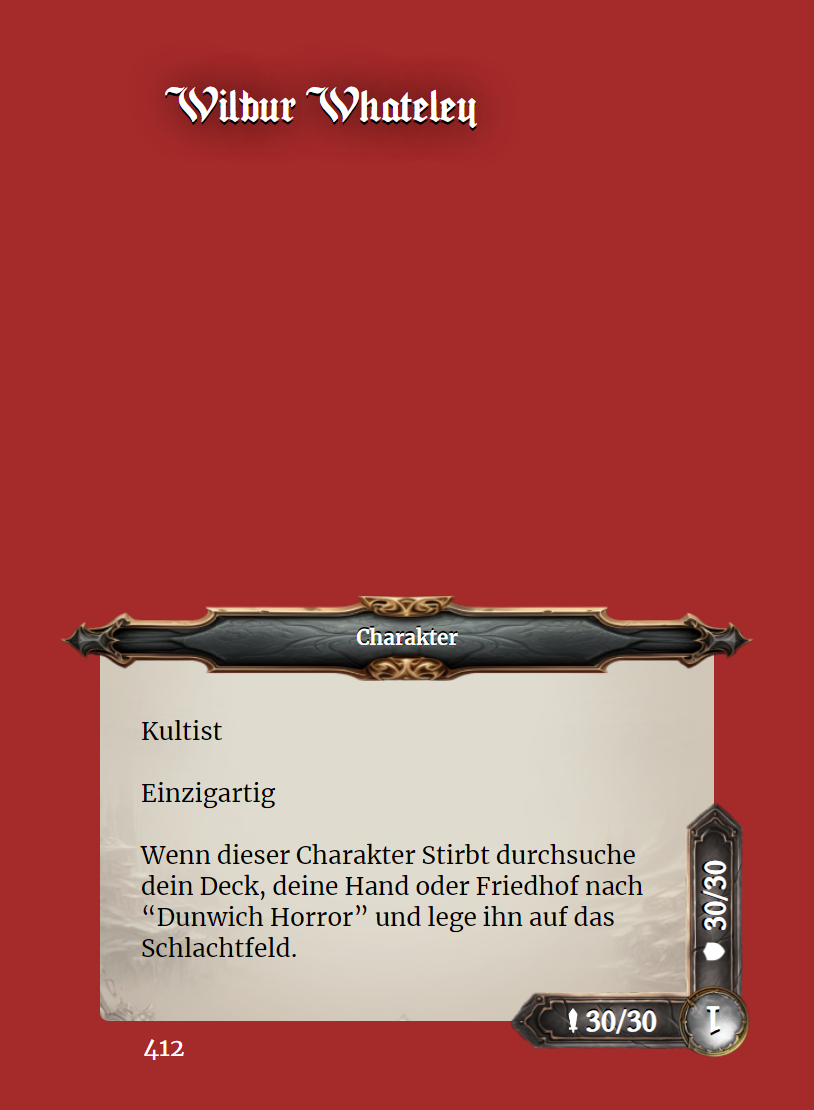 Wilbur Whateley
Charakter
Kultist
Einzigartig
Wenn dieser Charakter Stirbt durchsuche
dein Deck, deine Hand oder Friedhof nach
“Dunwich Horror” und lege ihn auf das
Schlachtfeld.
30/30
30/30
1
412